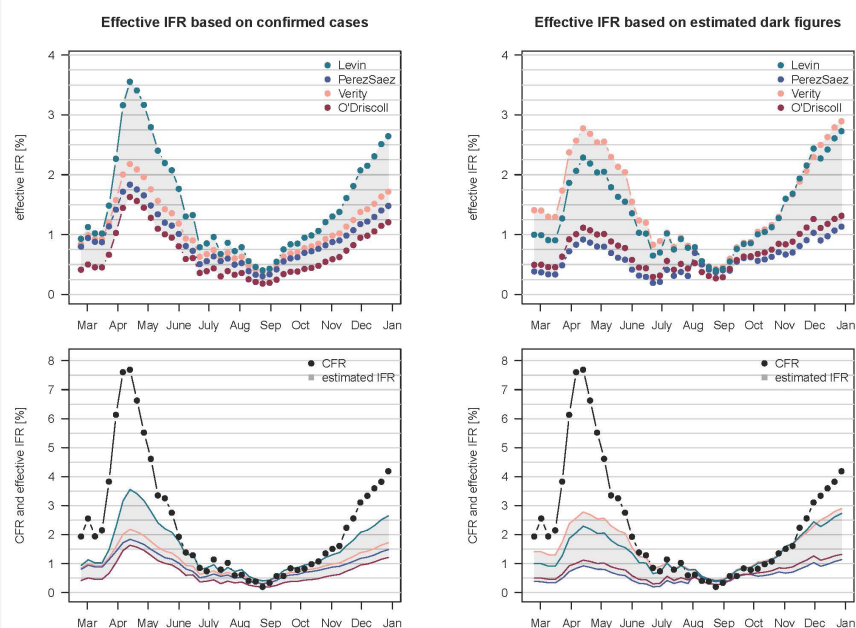 Effective IFR based on confirmed cases
effective IFR [%]
4
3
2
1
0
Levin
PerezSaez
Verity
O'Driscoll
Mar Apr May June July Aug Sep Oct Nov Dec Jan
Effective IFR based on estimated dark figures
effective IFR [%]
4
3
2
1
0
Levin
PerezSaez
Verity
O'Driscoll
Mar Apr May Jun Jul Aug Sep Oct Nov Dec Jan
CFR and effective IFR [%]
8
7
6
5
4
3
2
1
0
CFR
estimated IFR
Mar Apr May June July Aug Sep Oct Nov Dec Jan
CFR and effective IFR [%]
8
7
6
5
4
3
2
1
0
CFR
estimated IFR
Mar Apr May Jun Jul Aug Sep Oct Nov Dec Jan